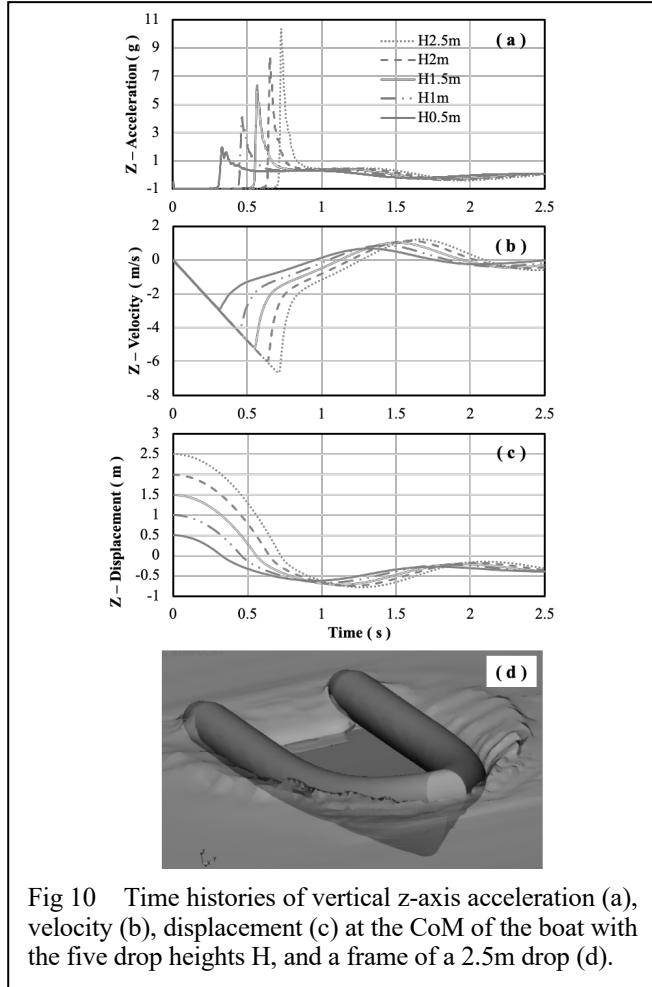 11
9
7
5
3
1
-1
Z – Acceleration ( g )
( a )
H2.5m
H2m
H1.5m
H1m
H0.5m
0 0.5 1 1.5 2 2.5
2
0
-2
-4
-6
-8
Z –Velocity ( m/s )
( b )
0 0.5 1 1.5 2 2.5
3
2.5
2
1.5
1
0.5
0
-0.5
-1
Z – Displacement ( m )
( c )
0 0.5 1 1.5 2 2.5
Time ( s )
( d )
Fig 10 Time histories of vertical z-axis acceleration (a),
velocity (b), displacement (c) at the CoM of the boat with
the five drop heights H, and a frame of a 2.5m drop (d).